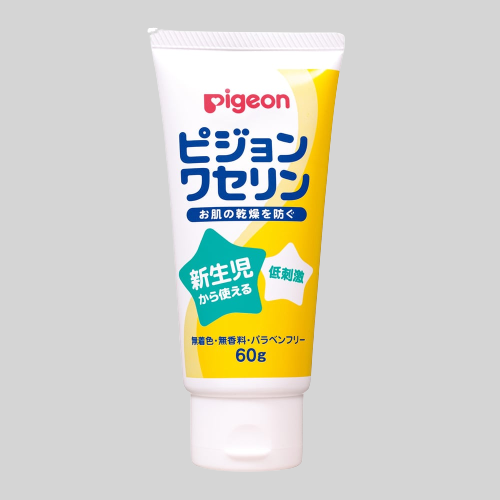 Pigeon
ピジョン
ワセリン
お肌の乾燥を防ぐ
新生児
から使える
低刺激
無着色・無香料・パラベンフリー
60g